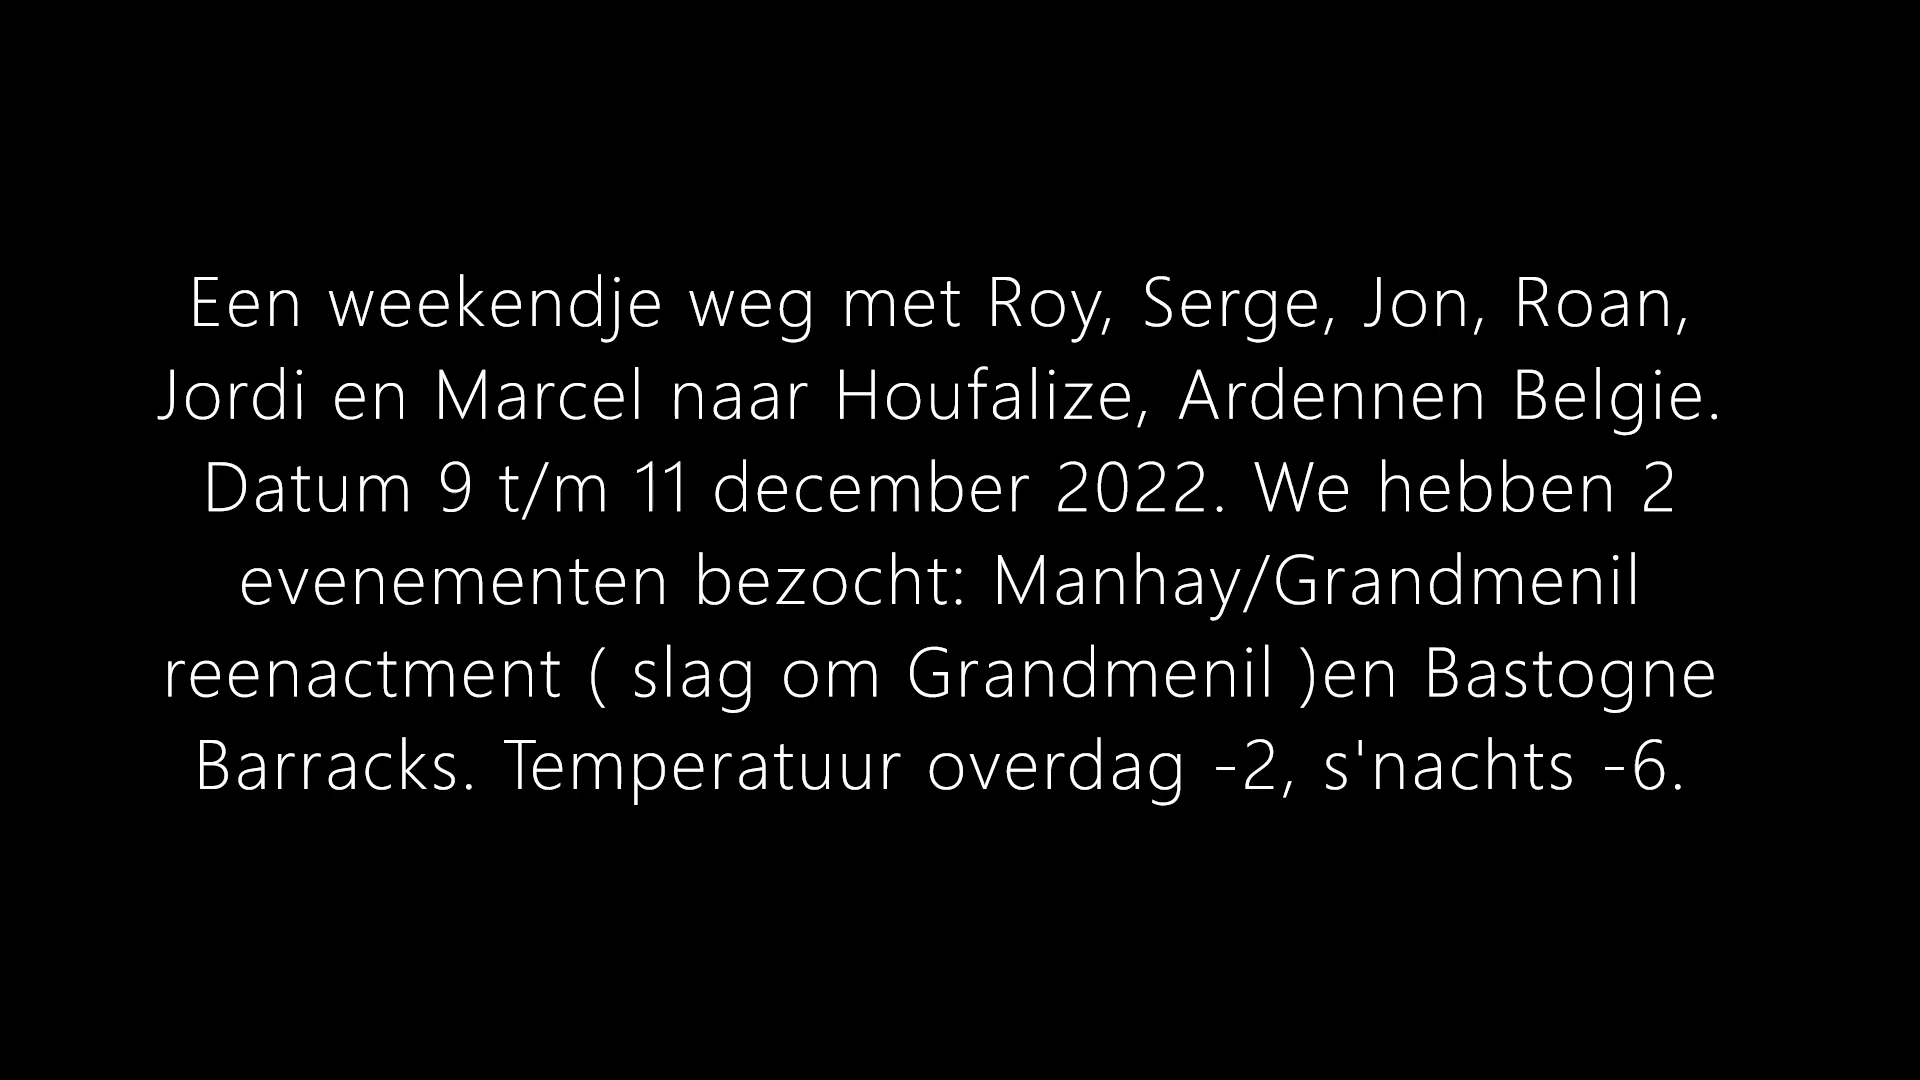 Een weekendje weg met Roy, Serge, Jon, Roan,
Jordi en Marcel naar Houfalize, Ardennen Belgie.
Datum 9 t/m 11 december 2022. We hebben 2
evenementen bezocht: Manhay/Grandmenil
reenactment ( slag om Grandmenil )en Bastogne
Barracks. Temperatuur overdag -2, s'nachts -6.